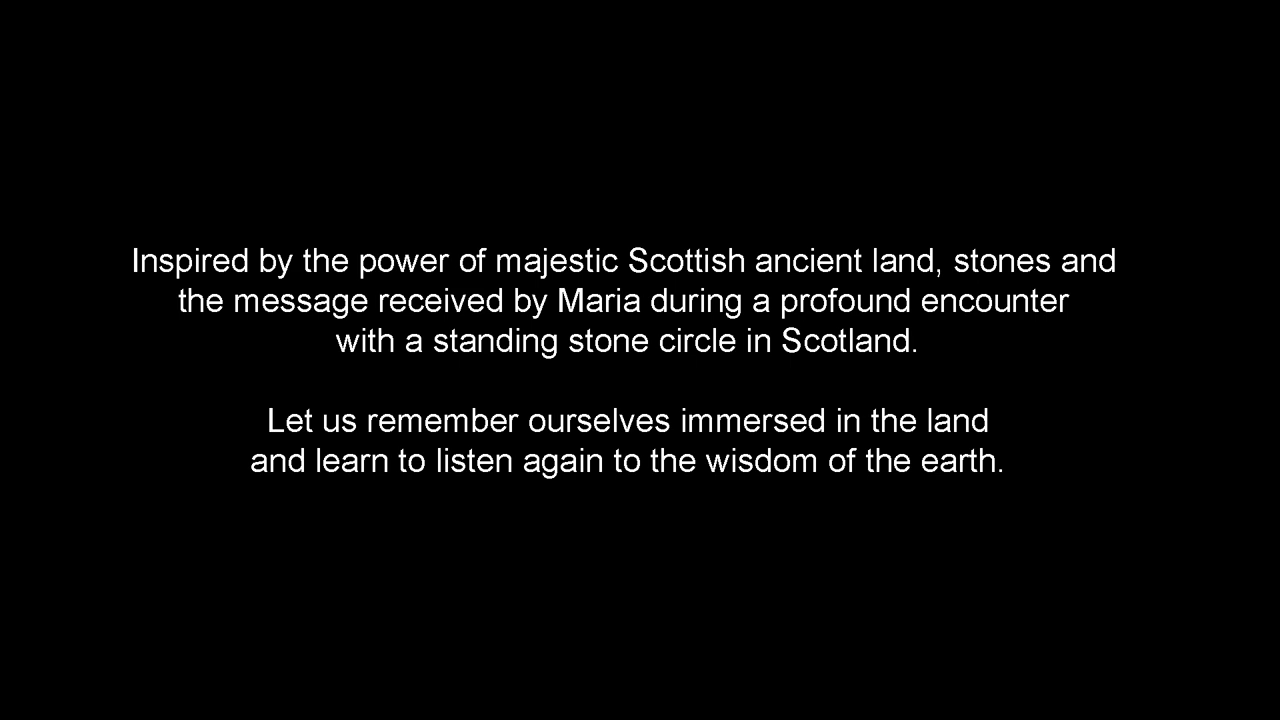 Inspired by the power of majestic Scottish ancient land, stones and
the message received by Maria during a profound encounter
with a standing stone circle in Scotland.
Let us remember ourselves immersed in the land
and learn to listen again to the wisdom of the earth.